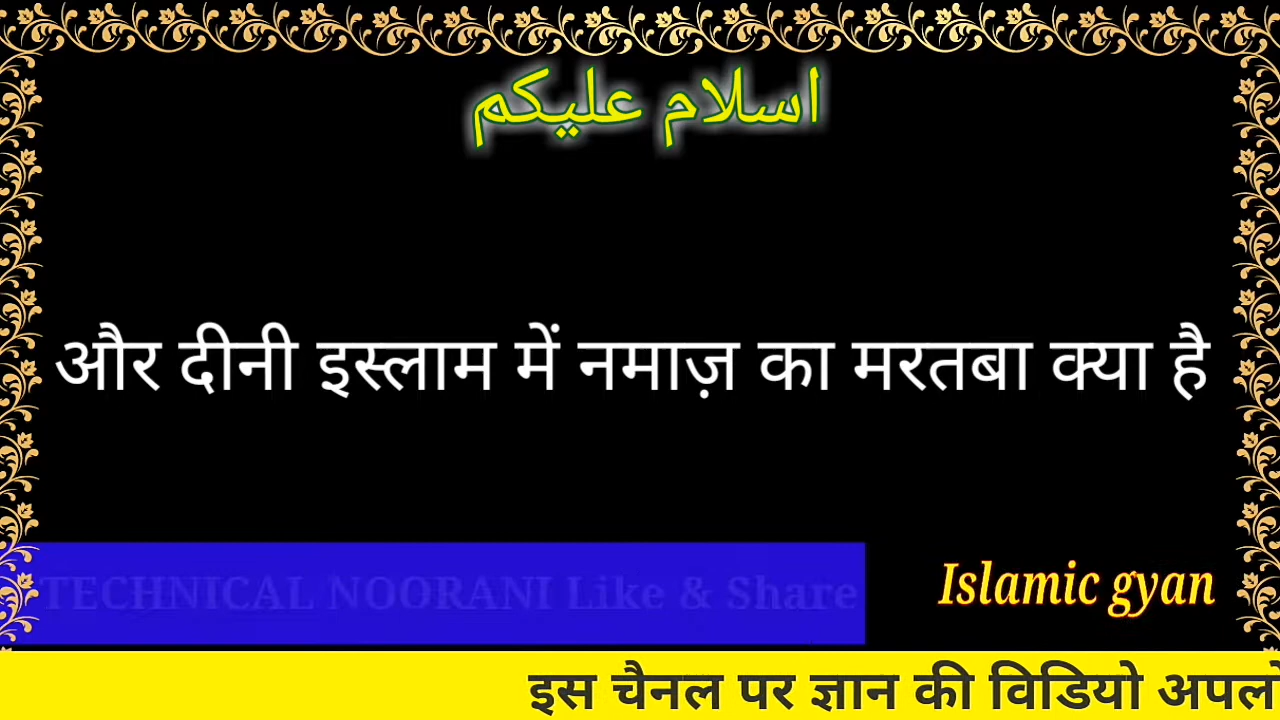 اسلام علیکم
और दीनी इस्लाम में नमाज़ का मरतबा क्या है
TECHNICAL NOORANI Like & Share
Islamic gyan
इस चैनल पर ज्ञान की विडियो